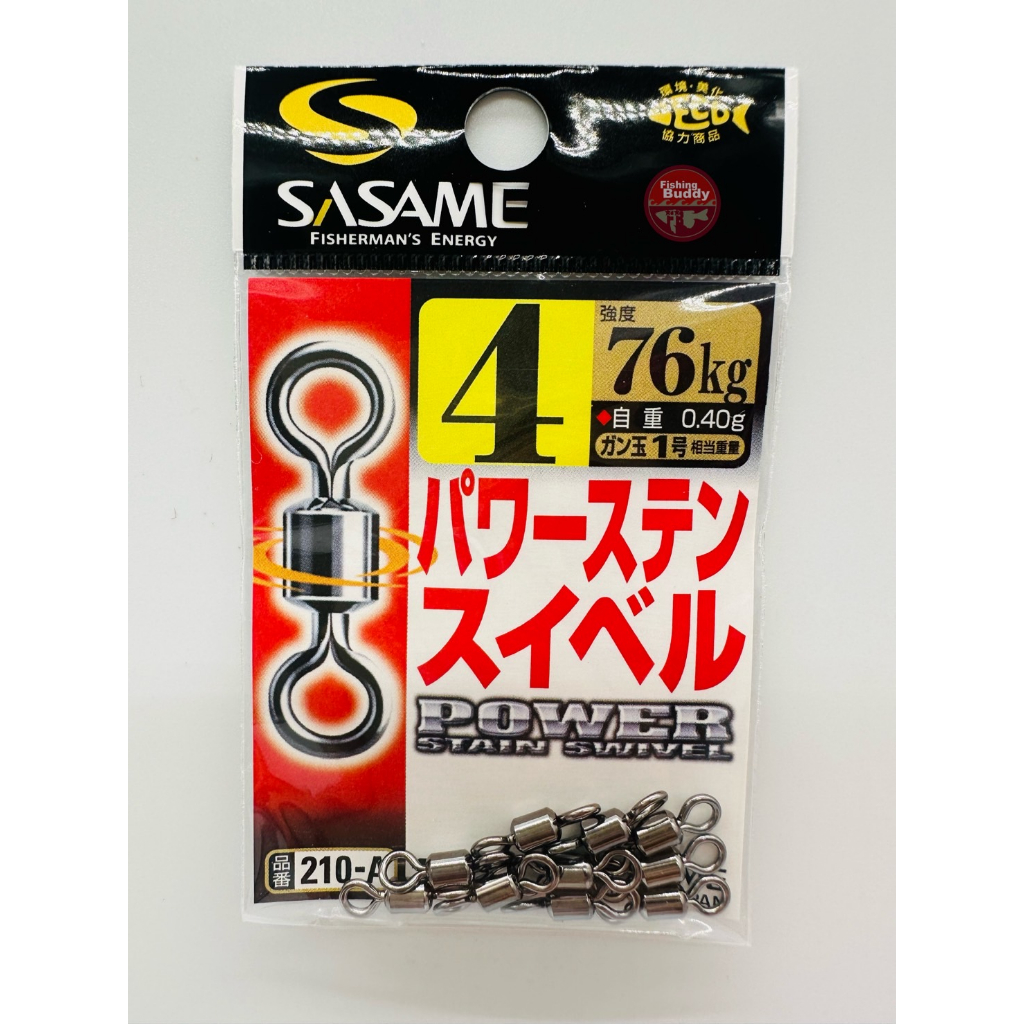 環境・美化
FECO
協力商品
SASAME
FISHERMAN'S ENERGY
Fishing
Buddy
4
強度
76kg
自重 0.40g
ガン玉1号相当重量
パワーステン
スイベル
POWER
STAIN SWIVEL
品番
210-A